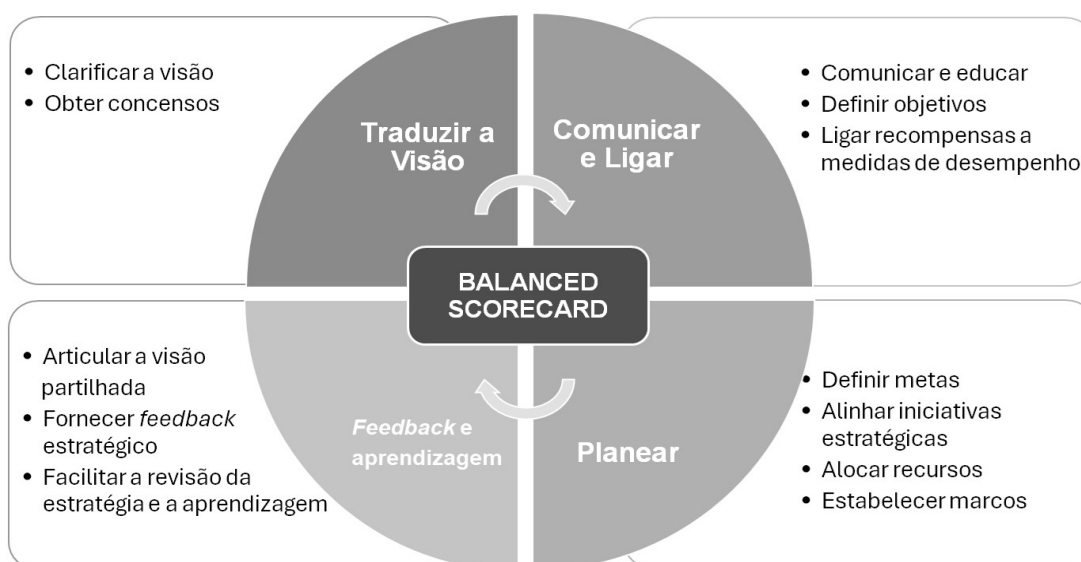 • Clarificar a visão
• Obter concensos
Traduzir a
Visão
Comunicar
e Ligar
• Comunicar e educar
• Definir objetivos
• Ligar recompensas a
medidas de desempenho
BALANCED
SCORECARD
• Articular a visão
partilhada
• Fornecer feedback
estratégico
• Facilitar a revisão da
estratégia e a aprendizagem
Feedback e
aprendizagem
Planear
• Definir metas
• Alinhar iniciativas
estratégicas
• Alocar recursos
• Estabelecer marcos